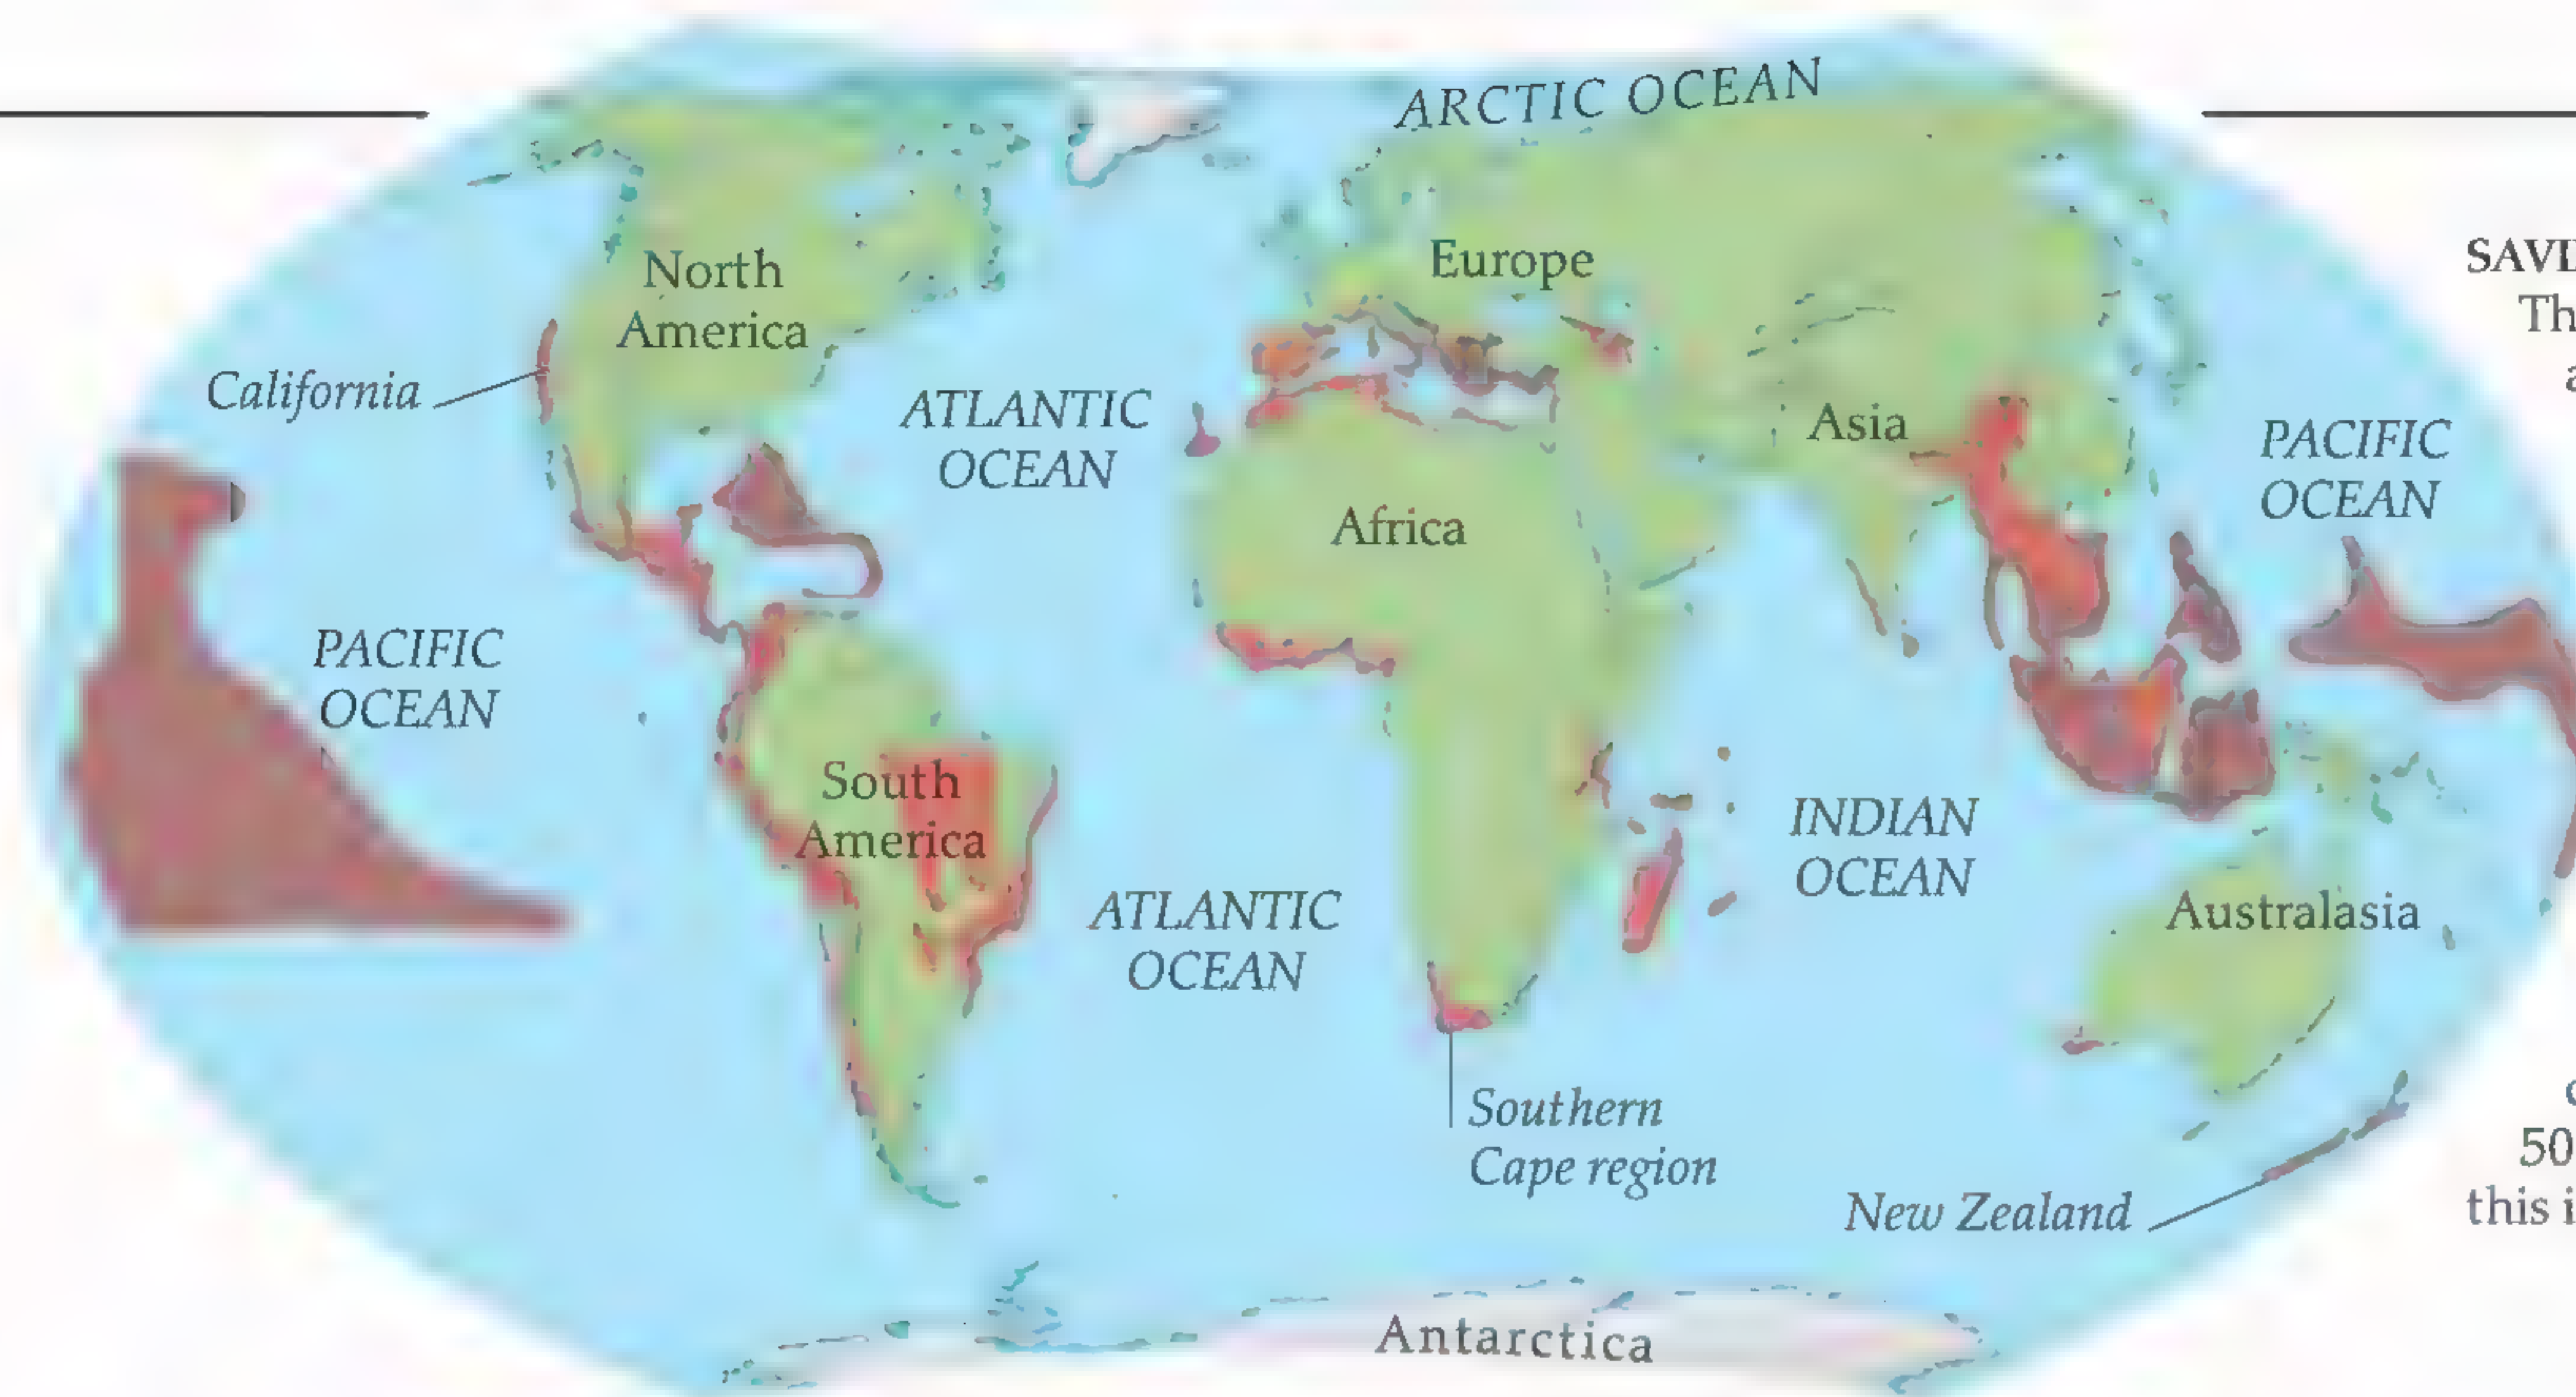 ARCTIC OCEAN
North
America
Europe
California
ATLANTIC
OCEAN
Asia
PACIFIC
OCEAN
Africa
PACIFIC
OCEAN
South
America
INDIAN
OCEAN
ATLANTIC
OCEAN
Australasia
Southern
Cape region
New Zealand
Antarctica
Th
a
50
this i